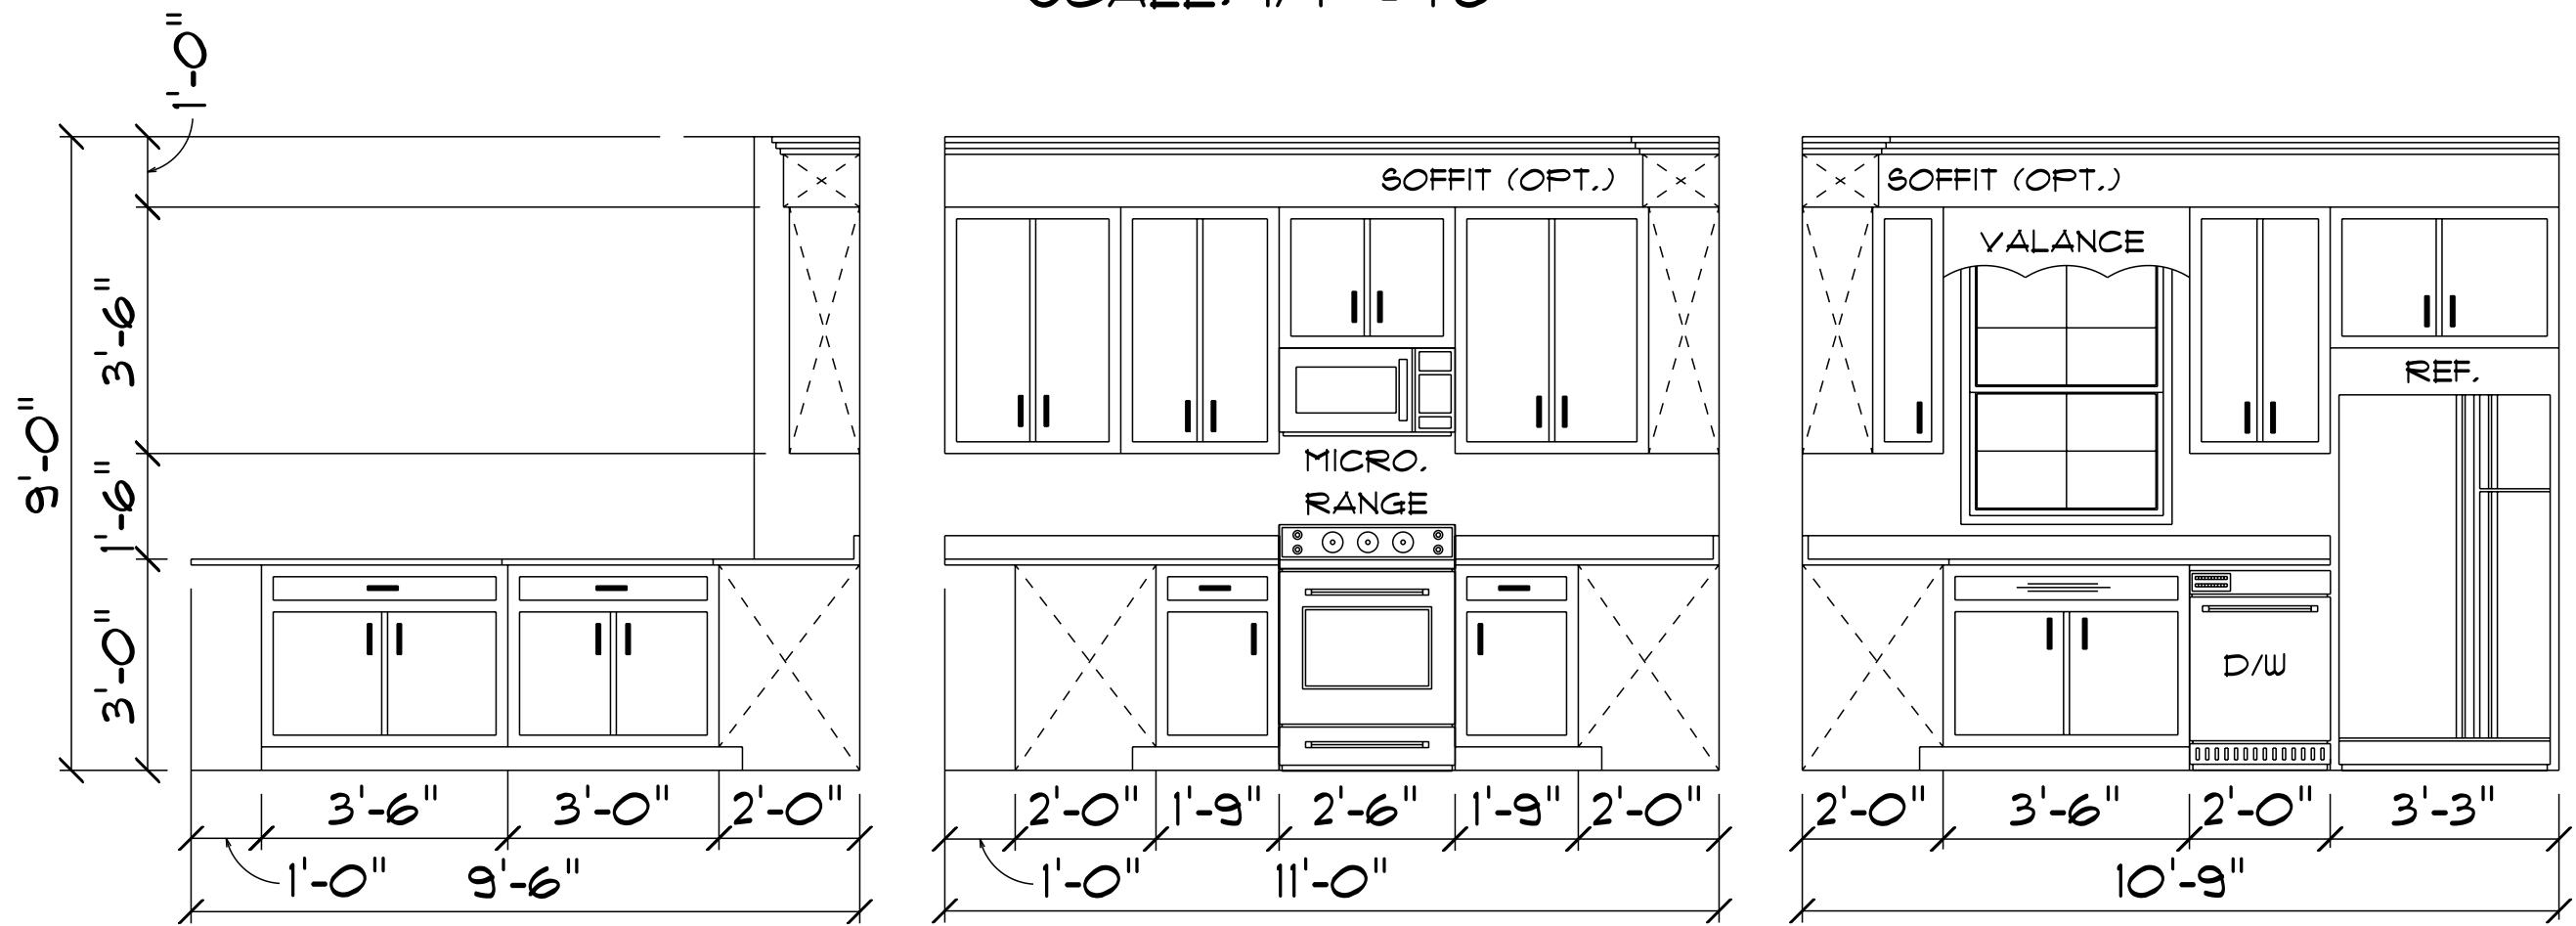 1'-0"
9'-0"
3'-6"
1'-6"
3'-0"
3'-6" 3'-0" 2'-0"
1'-0" 9'-6"
SOFFIT (OPT.)
MICRO.
RANGE
2'-0" 1'-9" 2'-6" 1'-9" 2'-0"
1'-0" 11'-0"
SOFFIT (OPT.)
VALANCE
REF.
D/W
2'-0" 3'-6" 2'-0" 3'-3"
10'-9"